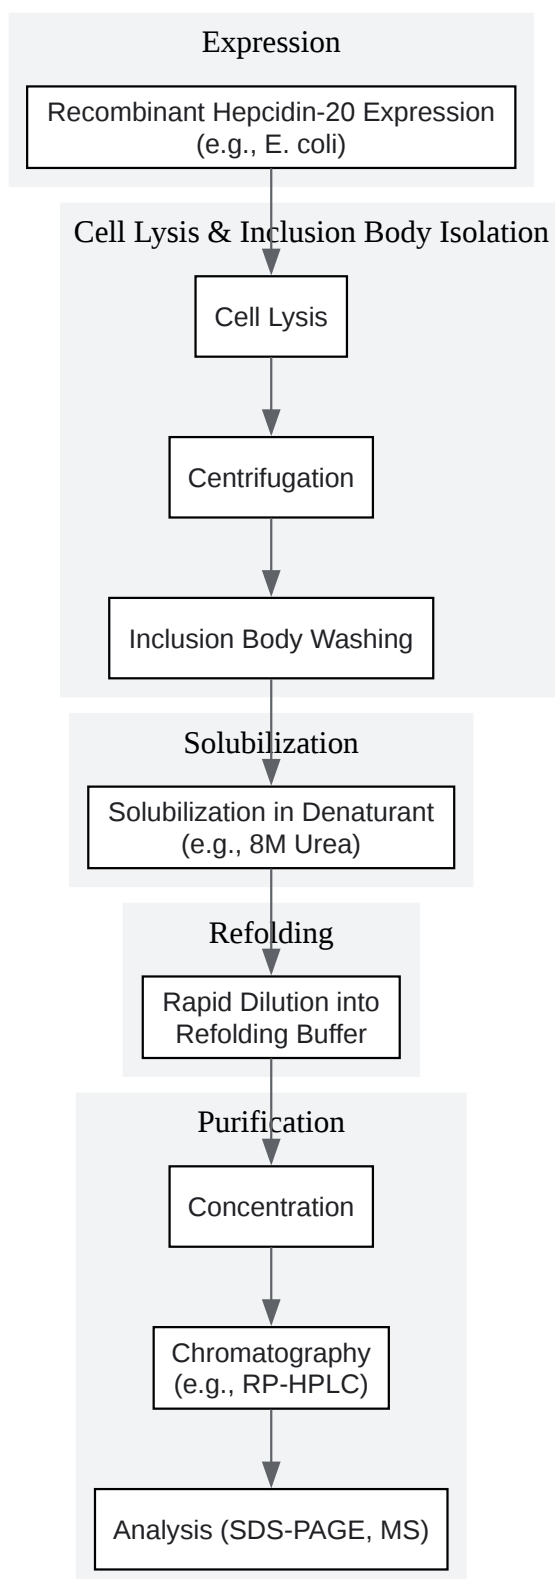 Expression
Recombinant Hepcidin-20 Expression
(e.g., E. coli)
Cell Lysis & Inclusion Body Isolation
Cell Lysis
Centrifugation
Inclusion Body Washing
Solubilization
Solubilization in Denaturant
(e.g., 8M Urea)
Refolding
Rapid Dilution into
Refolding Buffer
Purification
Concentration
Chromatography
(e.g., RP-HPLC)
Analysis (SDS-PAGE, MS)